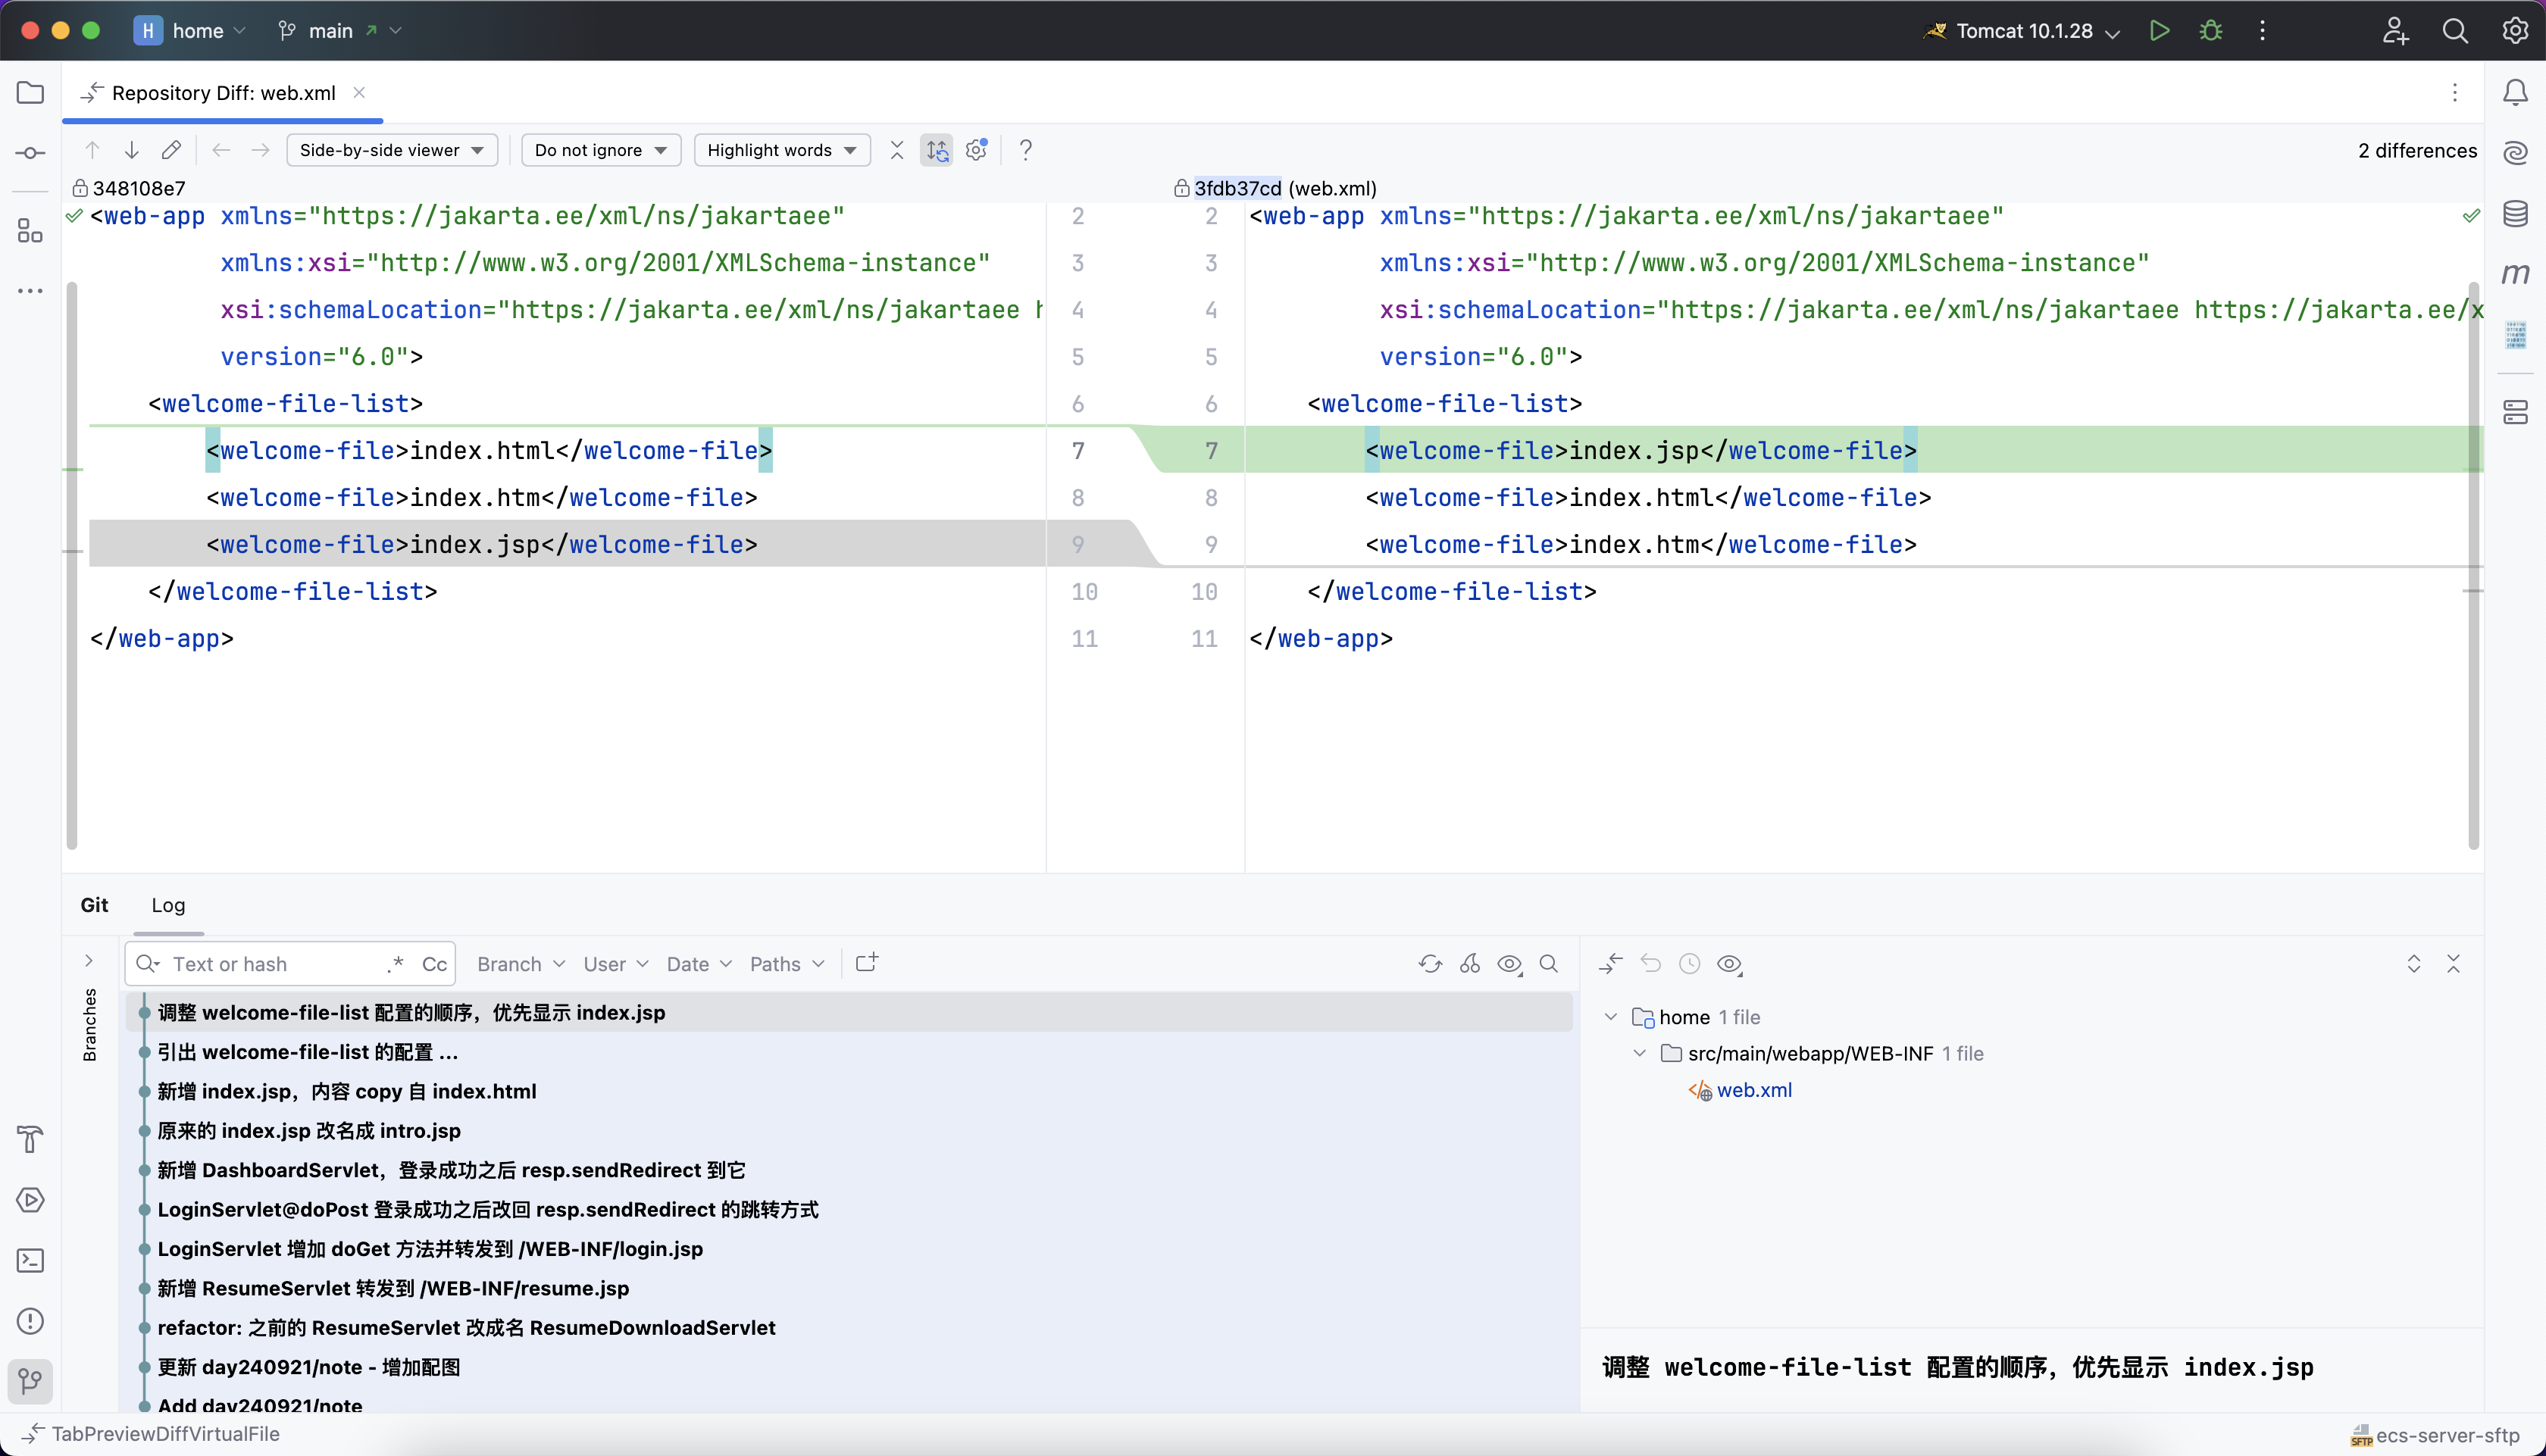 H home main Tomcat 10.1.28
Repository Diff: web.xml
Side-by-side viewer Do not ignore Highlight words ? 2 differences
348108e7 3fdb37cd (web.xml)
<web-app xmlns="https://jakarta.ee/xml/ns/jakartaee" 2 2 <web-app xmlns="https://jakarta.ee/xml/ns/jakartaee"
xmlns:xsi="http://www.w3.org/2001/XMLSchema-instance" 3 3 xmlns:xsi="http://www.w3.org/2001/XMLSchema-instance"
xsi:schemaLocation="https://jakarta.ee/xml/ns/jakartaee h 4 4 xsi:schemaLocation="https://jakarta.ee/xml/ns/jakartaee https://jakarta.ee/x
version="6.0"> 5 5 version="6.0">
<welcome-file-list> 6 6 <welcome-file-list>
<welcome-file>index.html</welcome-file> 7 7 <welcome-file>index.jsp</welcome-file>
<welcome-file>index.htm</welcome-file> 8 8 <welcome-file>index.html</welcome-file>
<welcome-file>index.jsp</welcome-file> 9 9 <welcome-file>index.htm</welcome-file>
</welcome-file-list> 10 10 </welcome-file-list>
</web-app> 11 11 </web-app>
Git Log
Text or hash .* Cc Branch User Date Paths
Branches
调整 welcome-file-list 配置的顺序，优先显示 index.jsp
引出 welcome-file-list 的配置 ...
新增 index.jsp，内容 copy 自 index.html
原来的 index.jsp 改名成 intro.jsp
新增 DashboardServlet，登录成功之后 resp.sendRedirect 到它
LoginServlet@doPost 登录成功之后改回 resp.sendRedirect 的跳转方式
LoginServlet 增加 doGet 方法并转发到 /WEB-INF/login.jsp
新增 ResumeServlet 转发到 /WEB-INF/resume.jsp
refactor: 之前的 ResumeServlet 改成名 ResumeDownloadServlet
更新 day240921/note - 增加配图
Add day240921/note
home 1 file
src/main/webapp/WEB-INF 1 file
web.xml
调整 welcome-file-list 配置的顺序，优先显示 index.jsp
TabPreviewDiffVirtualFile
SFTP ecs-server-sftp